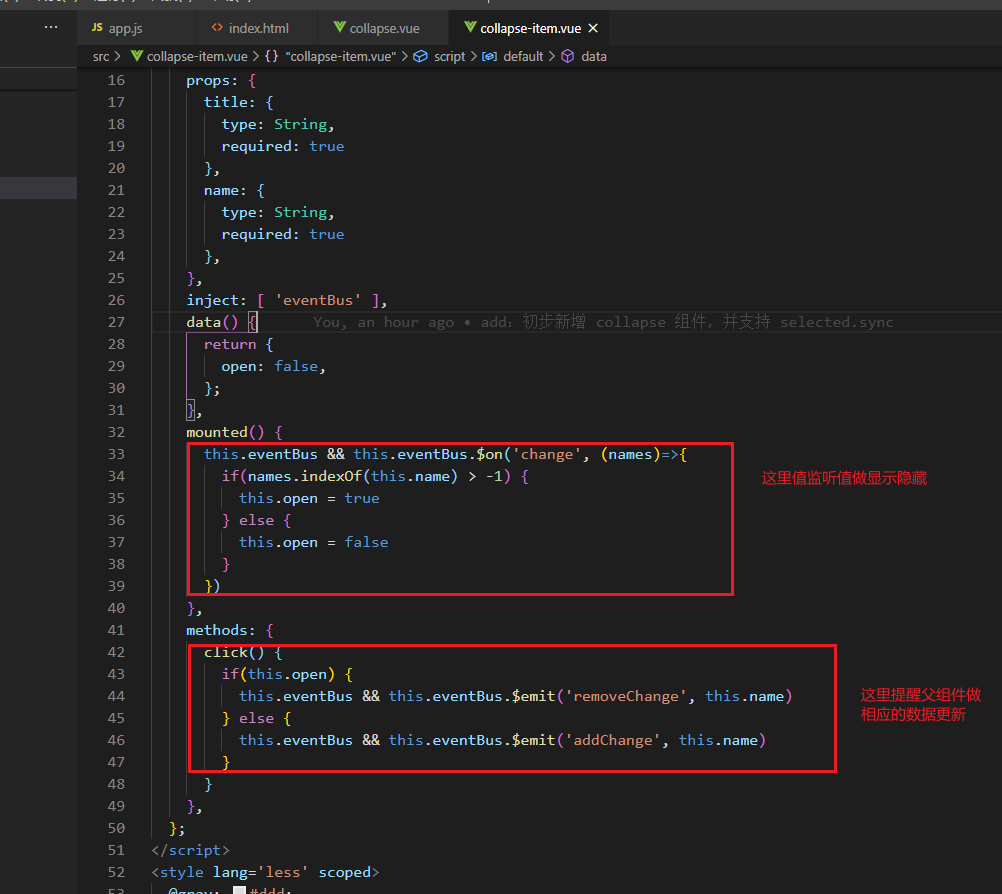 JS app.js
<> index.html
collapse.vue
collapse-item.vue ×
src > collapse-item.vue > {} "collapse-item.vue" > script > default > data
16 props: {
17 title: {
18 type: String,
19 required: true
20 },
21 name: {
22 type: String,
23 required: true
24 },
25 },
26 inject: [ 'eventBus' ],
27 data() { You, an hour ago • add: 初步新增 collapse 组件，并支持 selected.sync
28 return {
29 open: false,
30 };
31 },
32 mounted() {
33 this.eventBus && this.eventBus.$on('change', (names)=>{
34 if(names.indexOf(this.name) > -1) {
这里值监听值做显示隐藏
35 this.open = true
36 } else {
37 this.open = false
38 }
39 })
40 },
41 methods: {
42 click() {
43 if(this.open) {
44 this.eventBus && this.eventBus.$emit('removeChange', this.name)
这里提醒父组件做
相应的数据更新
45 } else {
46 this.eventBus && this.eventBus.$emit('addChange', this.name)
47 }
48 }
49 },
50 };
51 </script>
52 <style lang='less' scoped>
53 @gray: #ddd;